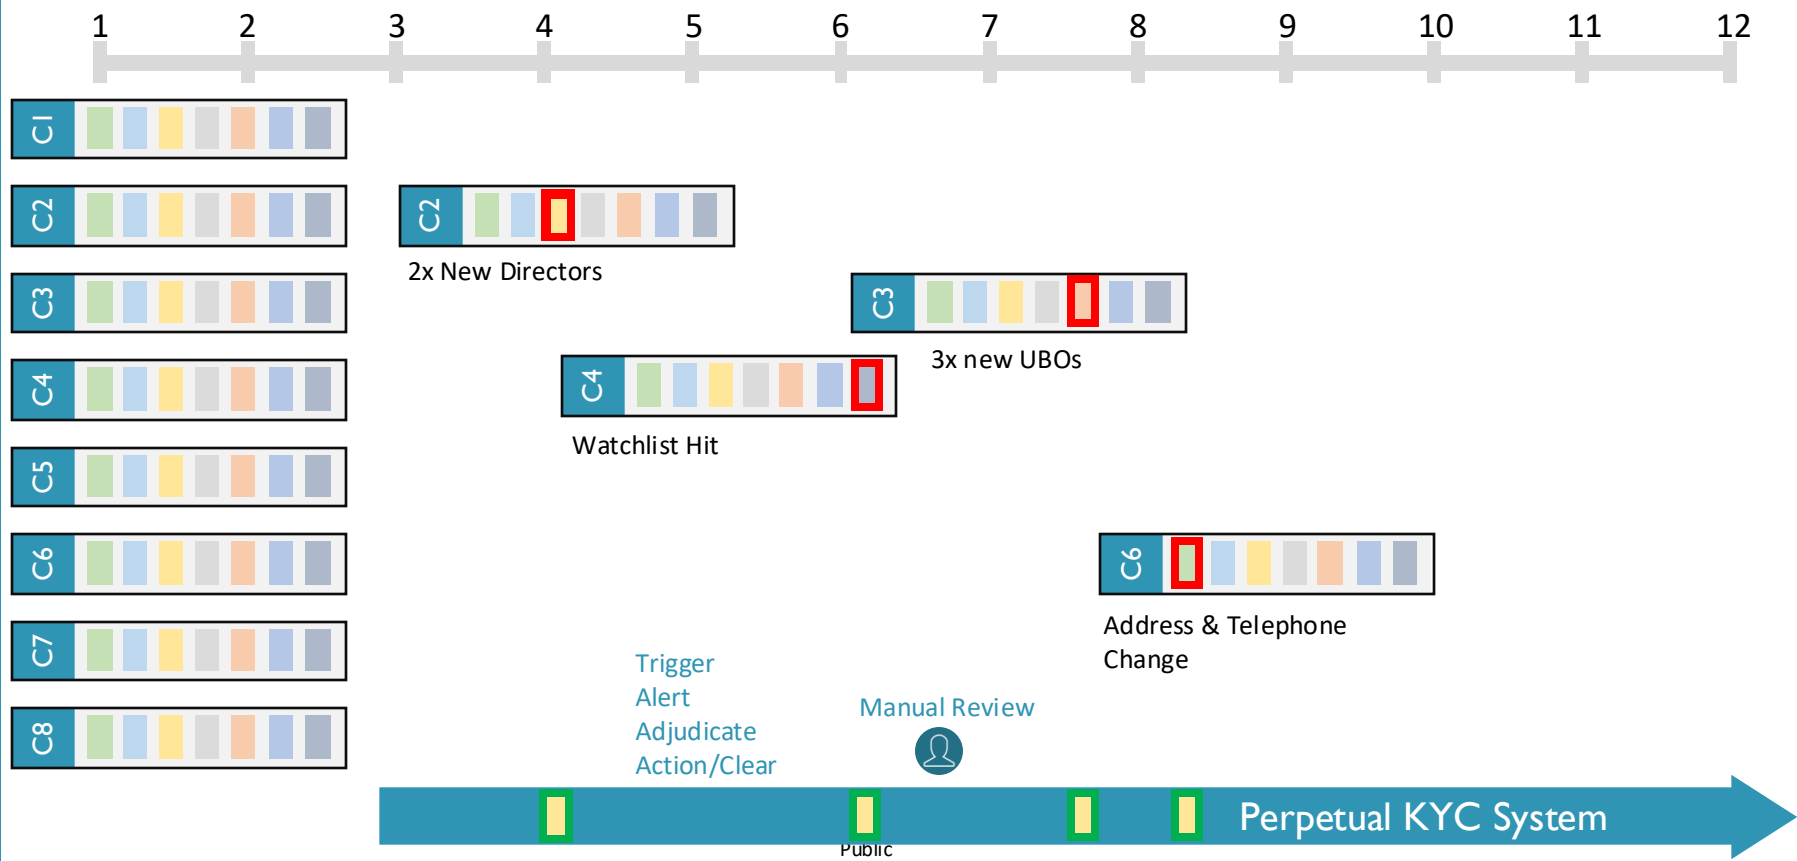 1 2 3 4 5 6 7 8 9 10 11 12
C1
C2
C2
2x New Directors
C3
C3
3x new UBOs
C4
C4
Watchlist Hit
C5
C6
C6
Address & Telephone
Change
C7
C8
Trigger
Alert
Adjudicate
Action/Clear
Manual Review
Perpetual KYC System
Public